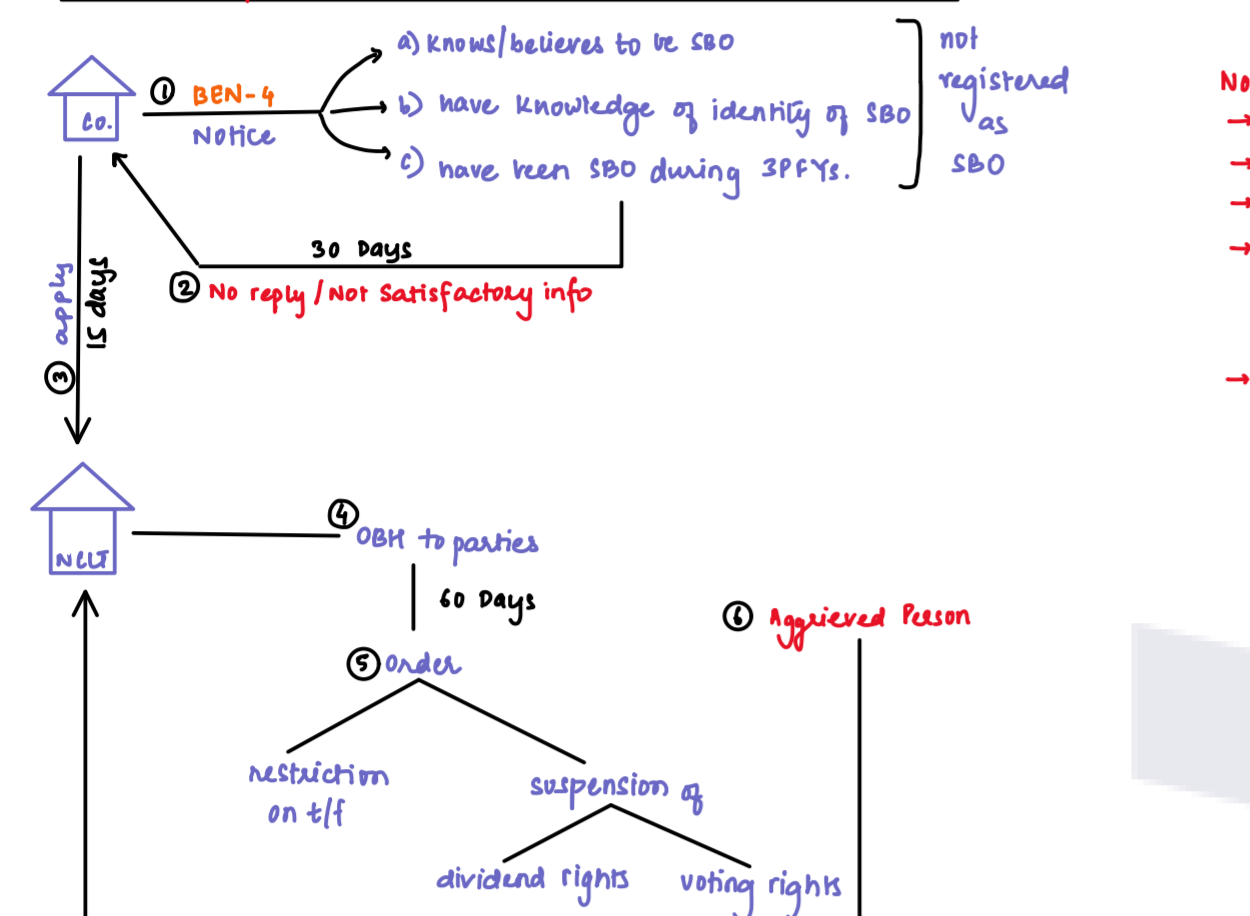 ① BEN-4
Notice
Co.
a) Knows/believes to be SBO
b) have knowledge of identity of SBO
c) have been SBO during 3PFYs.
not
registered
as
SBO
No
30 Days
② No reply / Not satisfactory info
③ apply
15 days
NCLT
④ OBH to parties
60 Days
⑤ Order
restriction
on t/f
suspension of
dividend rights
voting rights
⑥ Aggrieved Person